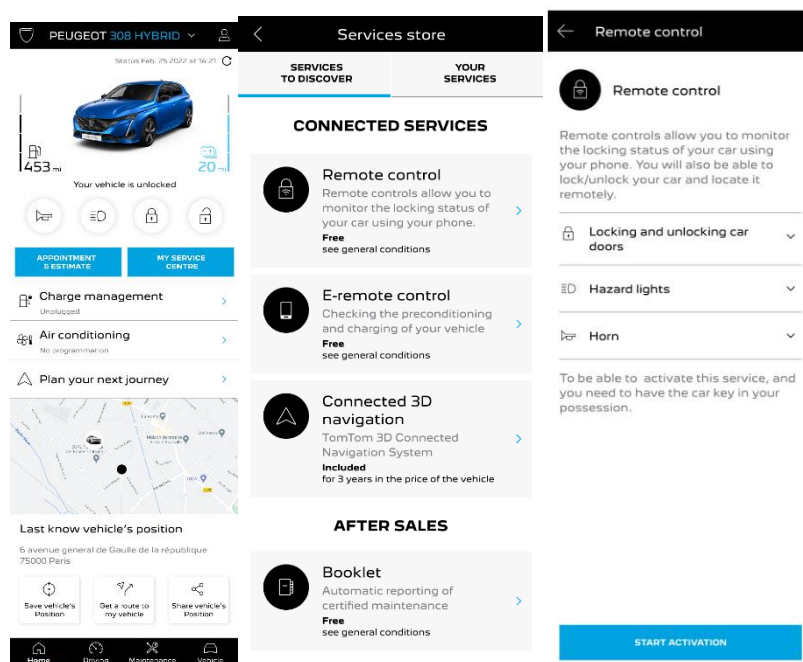 PEUGEOT 308 HYBRID
Status Feb. 25 2022 at 14:21
453 mi
20 mi
Your vehicle is unlocked
APPOINTMENT
& ESTIMATE
MY SERVICE
CENTRE
Charge management
Unplugged
Air conditioning
No programmation
Plan your next journey
Last know vehicle's position
6 avenue general de Gaulle de la république
75000 Paris
Save vehicle's
Position
Get a route to
my vehicle
Share vehicle's
Position
Home
Driving
Maintenance
Vehicle
Services store
SERVICES
TO DISCOVER
YOUR
SERVICES
CONNECTED SERVICES
Remote control
Remote controls allow you to
monitor the locking status of
your car using your phone.
Free
see general conditions
E-remote control
Checking the preconditioning
and charging of your vehicle
Free
see general conditions
Connected 3D
navigation
TomTom 3D Connected
Navigation System
Included
for 3 years in the price of the vehicle
AFTER SALES
Booklet
Automatic reporting of
certified maintenance
Free
see general conditions
Remote control
Remote control
Remote controls allow you to monitor
the locking status of your car using
your phone. You will also be able to
lock/unlock your car and locate it
remotely.
Locking and unlocking car
doors
Hazard lights
Horn
To be able to activate this service, and
you need to have the car key in your
possession.
START ACTIVATION